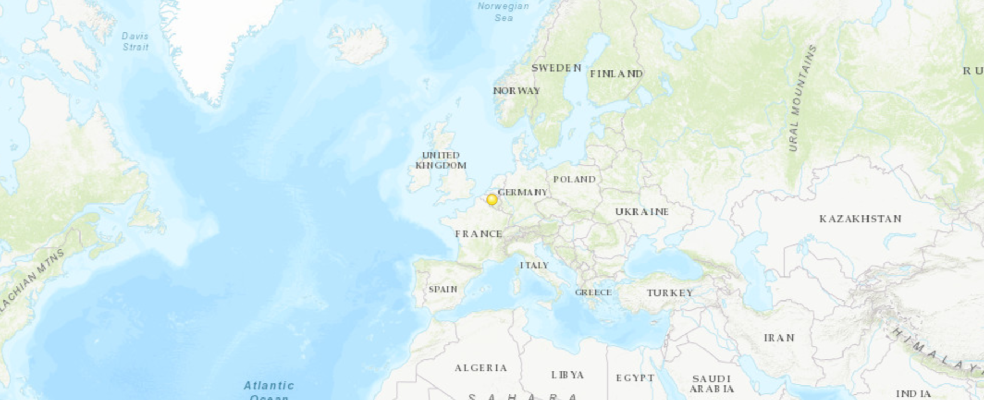 Norwegian
Sea
Davis
Strait
SWEDEN
FINLAND
RU
NORWAY
URAL MOUNTAINS
UNITED
KINGDOM
POLAND
GERMANY
UKRAINE
KAZAKHSTAN
FRANCE
LACHIAN MTNS
ITALY
SPAIN
GREECE
TURKEY
IRAN
HIMALAYA
ALGERIA
LIBYA
EGYPT
SAUDI
ARABIA
Atlantic
Ocean
SAHARA
INDIA